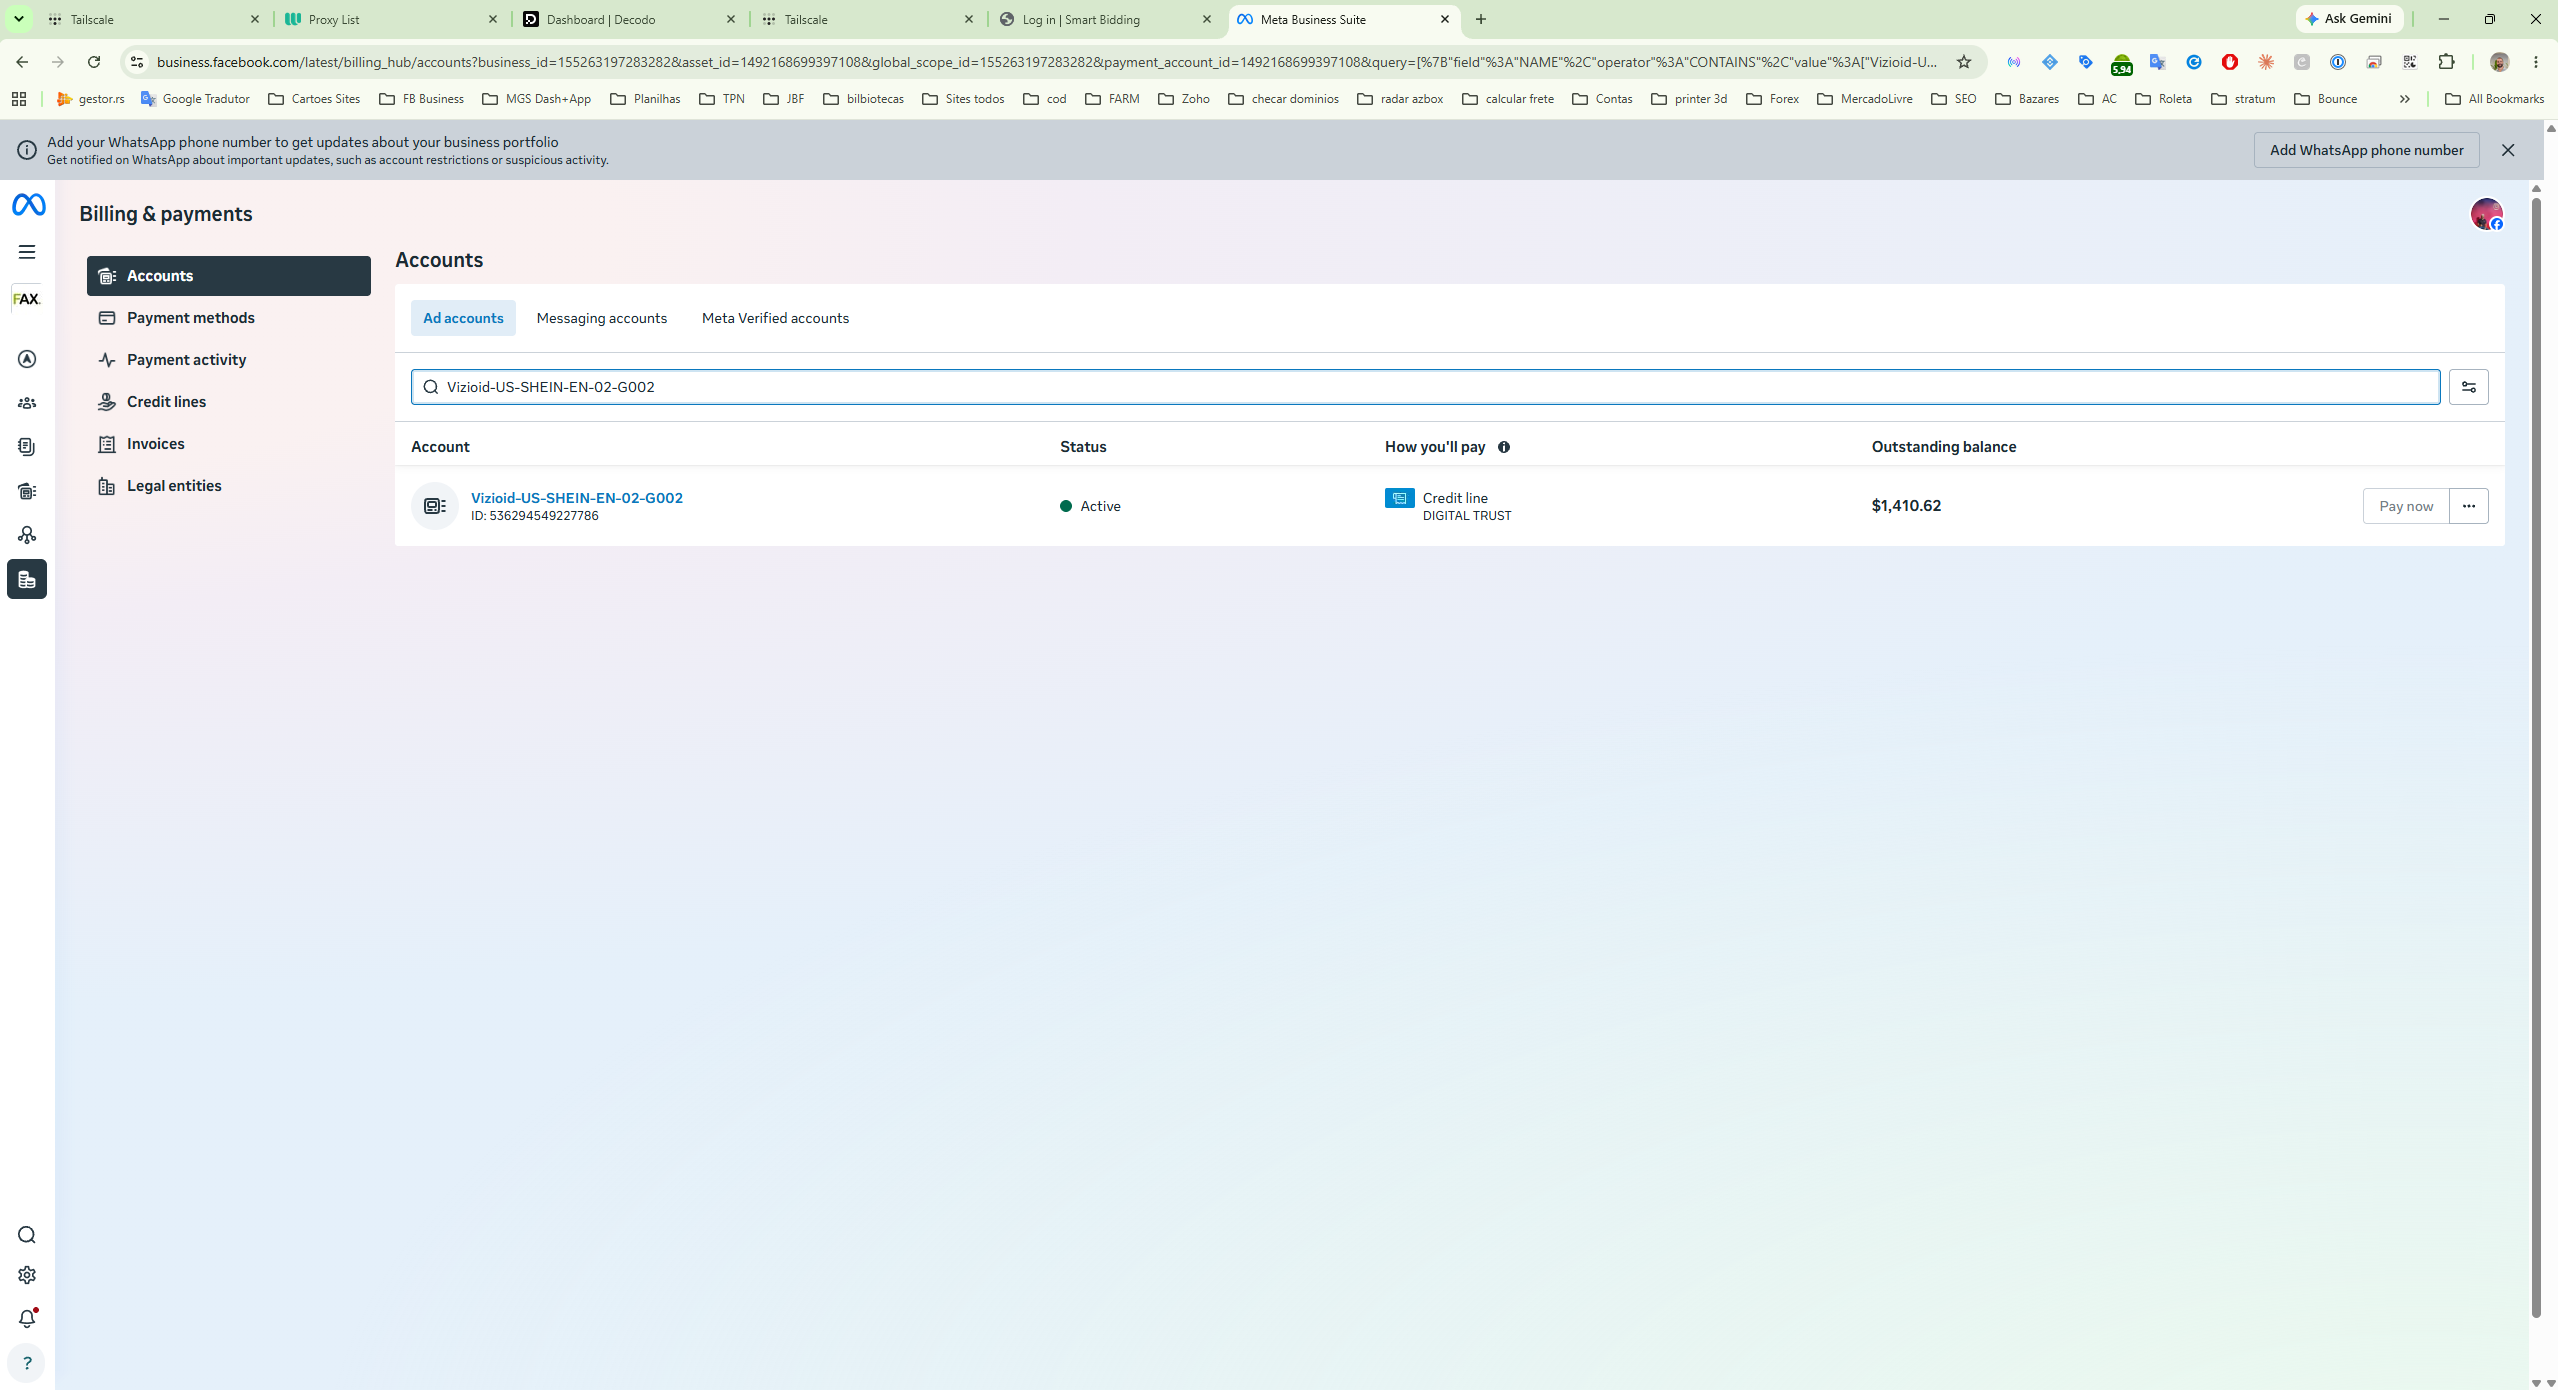 Tailscale
Proxy List
Dashboard | Decodo
Tailscale
Log in | Smart Bidding
Meta Business Suite
Ask Gemini
business.facebook.com/latest/billing_hub/accounts?business_id=155263197283282&asset_id=1492168699397108&global_scope_id=155263197283282&payment_account_id=1492168699397108&query=[%7B"field"%3A"NAME"%2C"operator"%3A"CONTAINS"%2C"value"%3A["Vizioid-U...
5,94
gestor.rs
Google Tradutor
Cartoes Sites
FB Business
MGS Dash+App
Planilhas
TPN
JBF
bilbiotecas
Sites todos
cod
FARM
Zoho
checar dominios
radar azbox
calcular frete
Contas
printer 3d
Forex
MercadoLivre
SEO
Bazares
AC
Roleta
stratum
Bounce
All Bookmarks
Add your WhatsApp phone number to get updates about your business portfolio
Get notified on WhatsApp about important updates, such as account restrictions or suspicious activity.
Add WhatsApp phone number
Billing & payments
FAX.
Accounts
Payment methods
Payment activity
Credit lines
Invoices
Legal entities
Accounts
Ad accounts
Messaging accounts
Meta Verified accounts
Vizioid-US-SHEIN-EN-02-G002
Account
Status
How you'll pay
Outstanding balance
Vizioid-US-SHEIN-EN-02-G002
ID: 536294549227786
Active
Credit line
DIGITAL TRUST
$1,410.62
Pay now
?